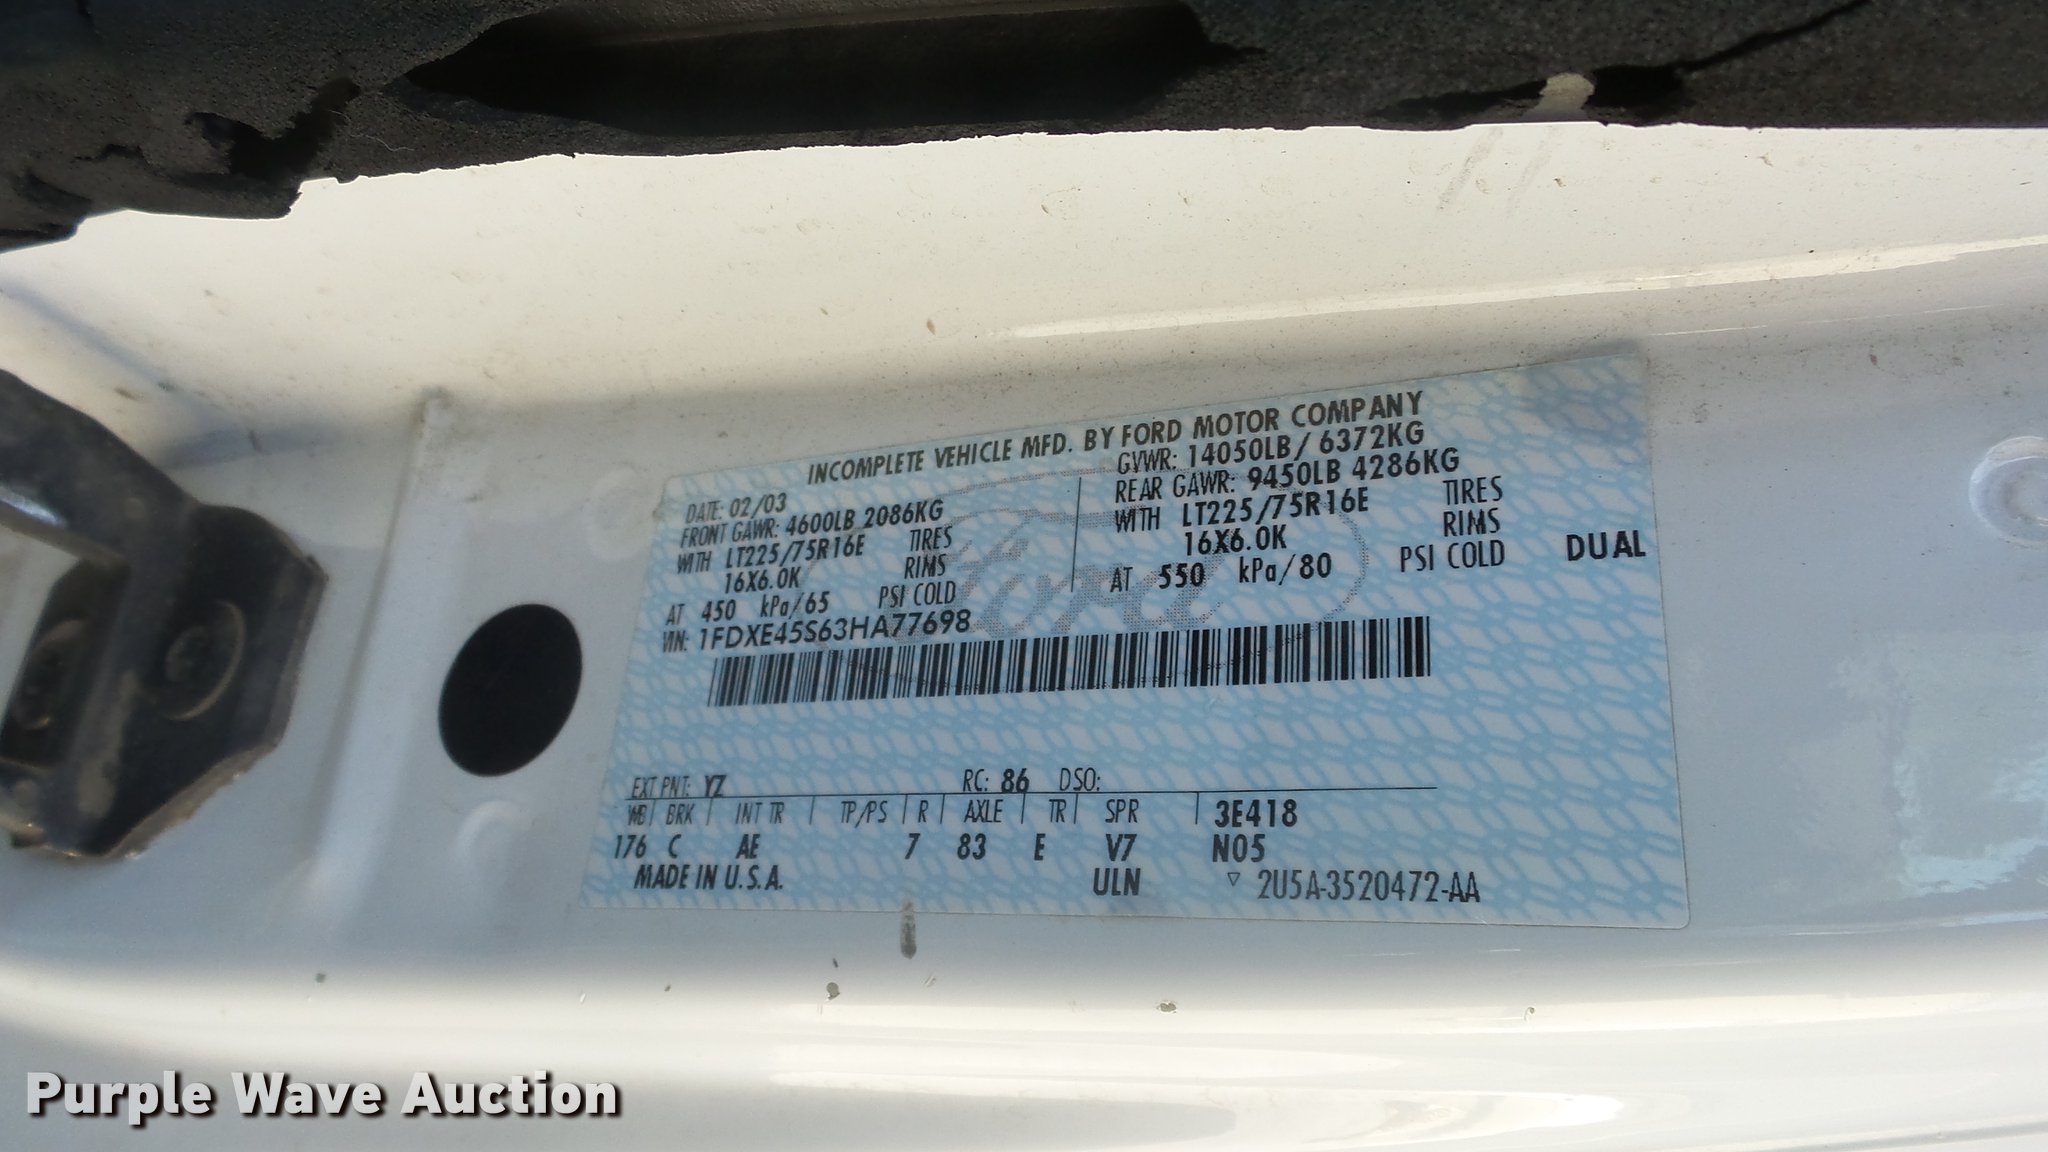 INCOMPLETE VEHICLE MFD. BY FORD MOTOR COMPANY
DATE: 02/03
FRONT GAWR: 4600LB 2086KG
WITH LT225/75R16E TIRES
16X6.0K RIMS
AT 450 kPa/65 PSI COLD
GVWR: 14050LB/ 6372KG
REAR GAWR: 9450LB 4286KG
WITH LT225/75R16E TIRES
16X6.0K RIMS
AT 550 kPa/80 PSI COLD DUAL
VIN: 1FDXE45S63HA77698
Ford
EXT PNT: YZ RC: 86 DSO:
WB BRK INT TR TP/PS R AXLE TR SPR 3E418
176 C AE 7 83 E V7 N05
MADE IN U.S.A. ULN ▽ 2U5A-3520472-AA
Purple Wave Auction